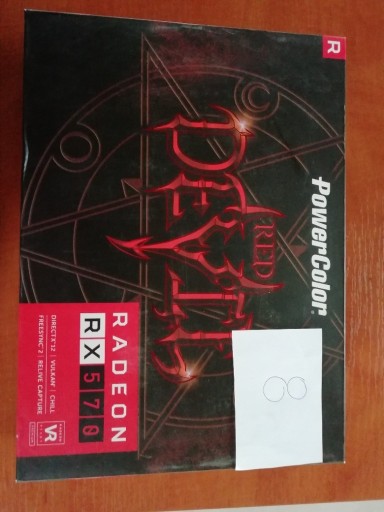 R
PowerColor
RED
DEVIL
RADEON
RX 570
DIRECTX® 12 | VULKAN® | CHILL
FREESYNC 2 | RELIVE CAPTURE
VR
8